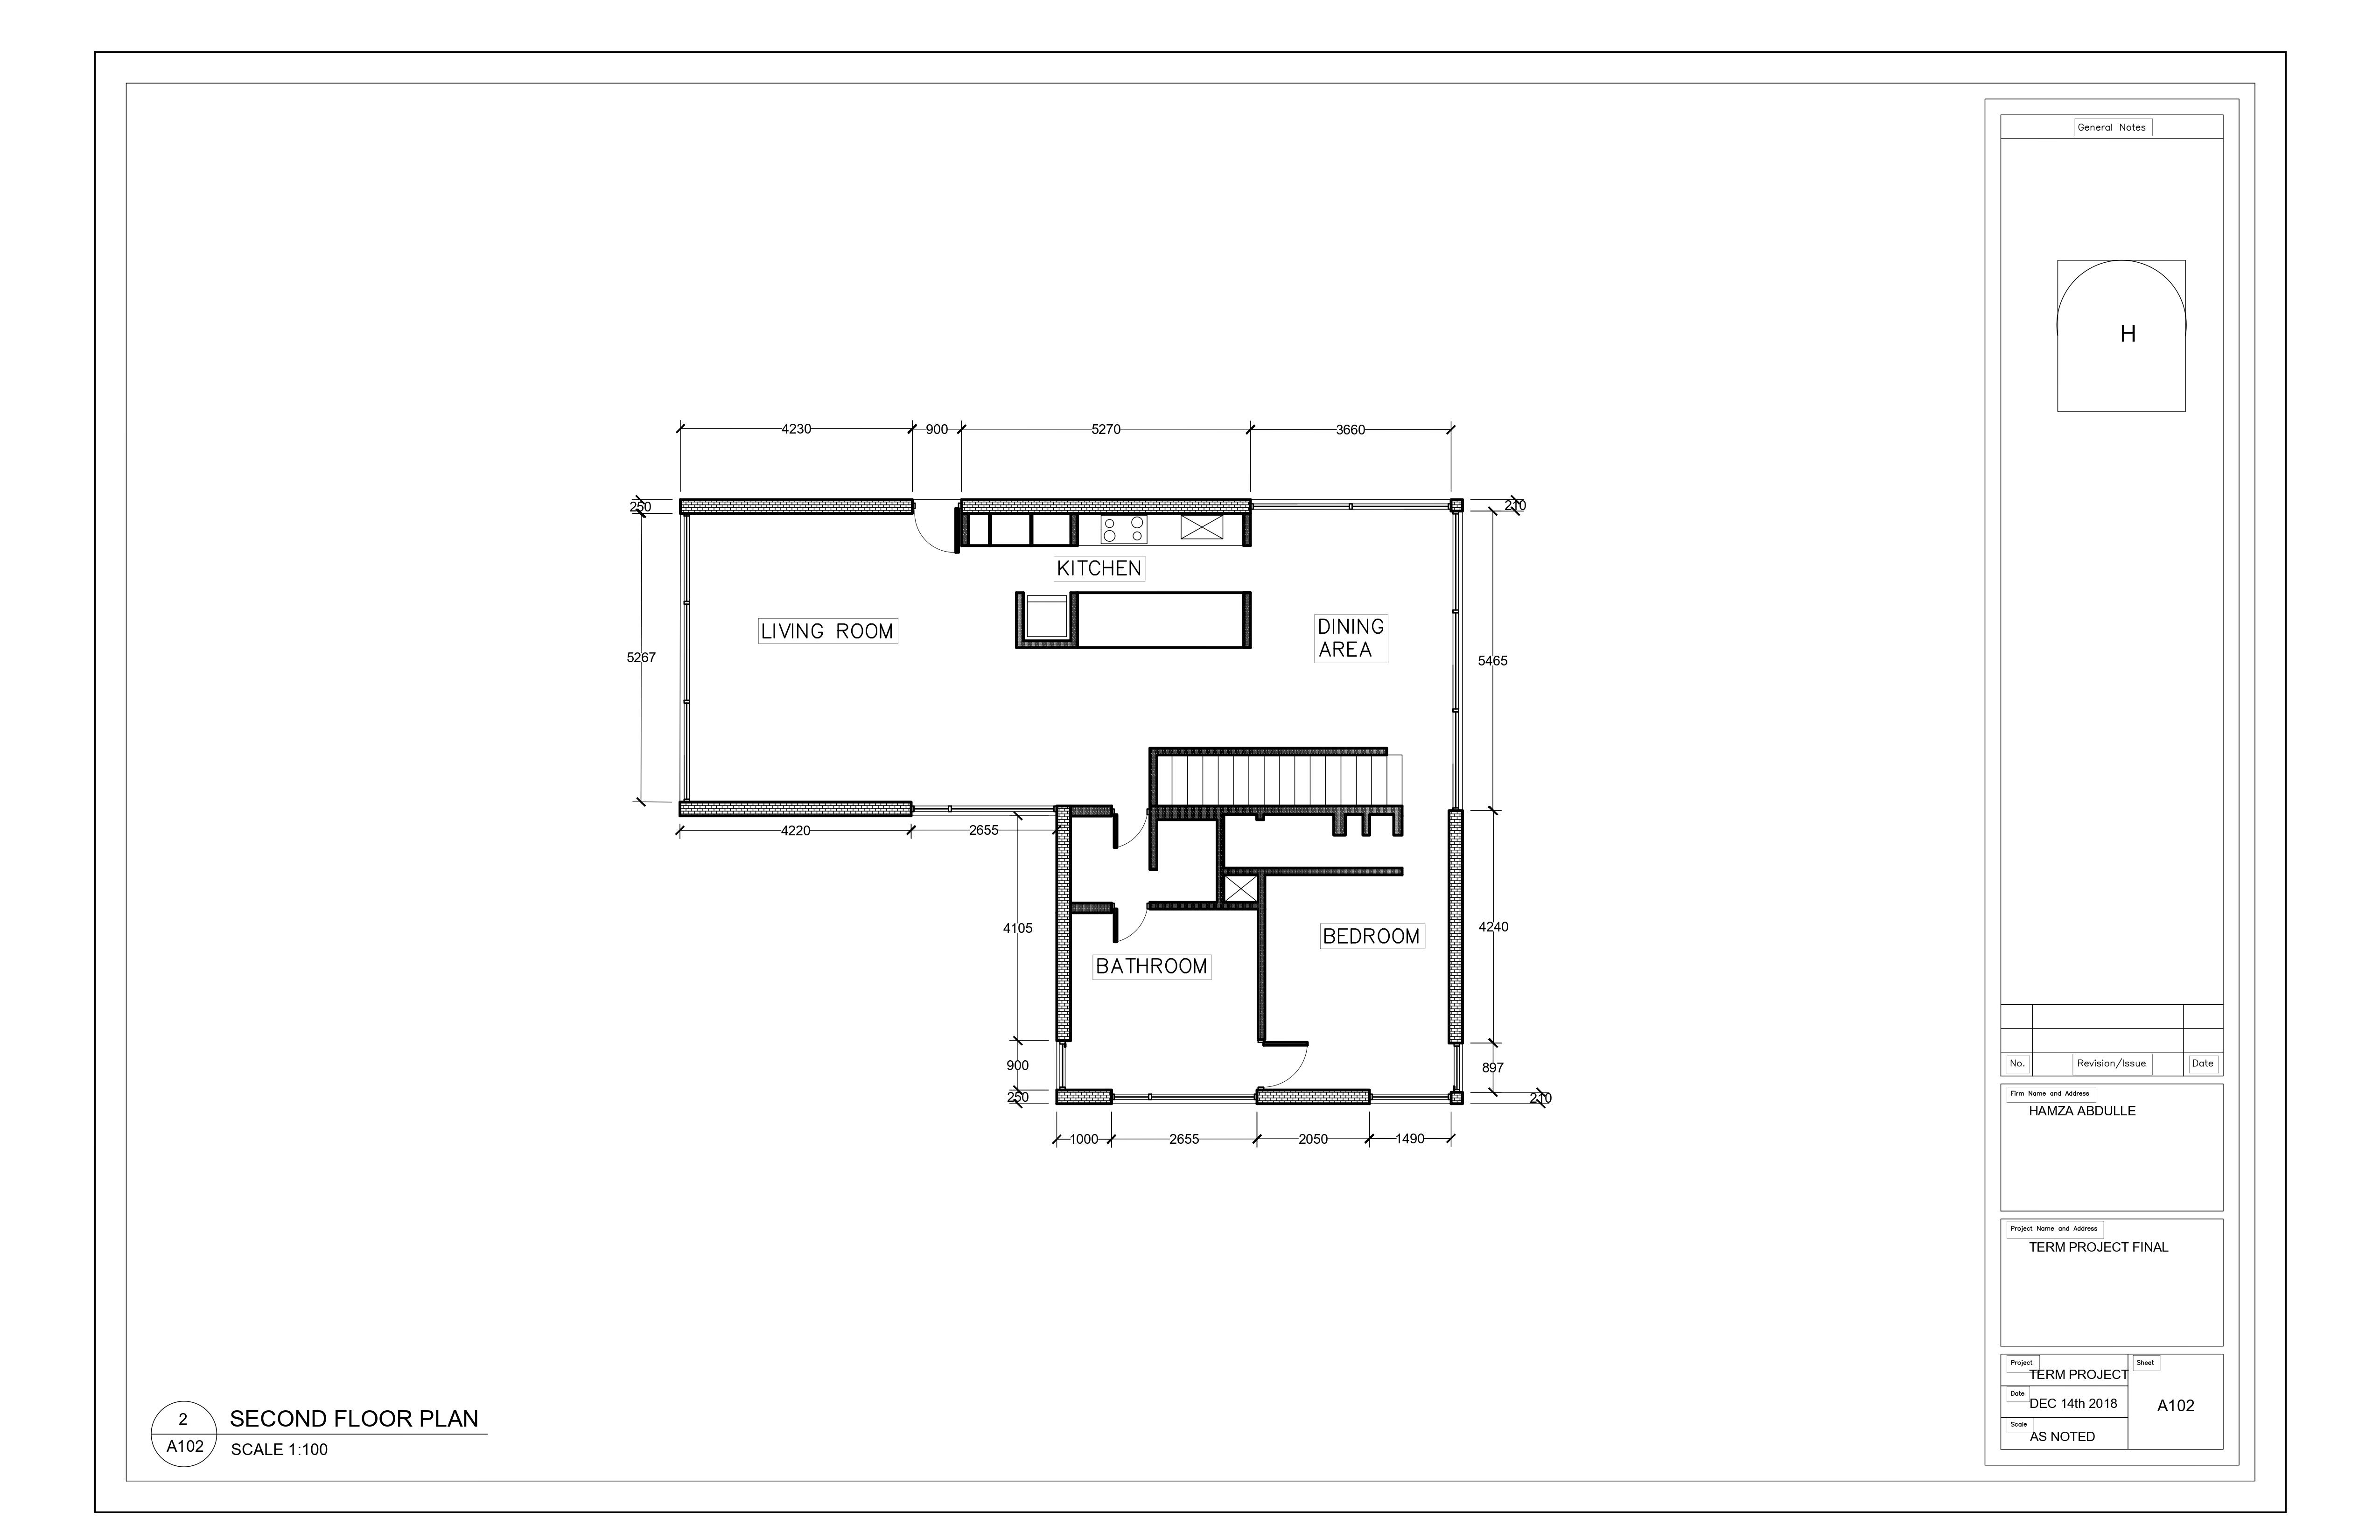 General Notes
H
4230
900
5270
3660
250
210
KITCHEN
LIVING ROOM
DINING
AREA
5267
5465
4220
2655
4105
4240
BEDROOM
BATHROOM
900
897
250
210
1000
2655
2050
1490
No.
Revision/Issue
Date
Firm Name and Address
HAMZA ABDULLE
Project Name and Address
TERM PROJECT FINAL
Project
TERM PROJECT
Date
DEC 14th 2018
Scale
AS NOTED
Sheet
A102
2
A102
SECOND FLOOR PLAN
SCALE 1:100